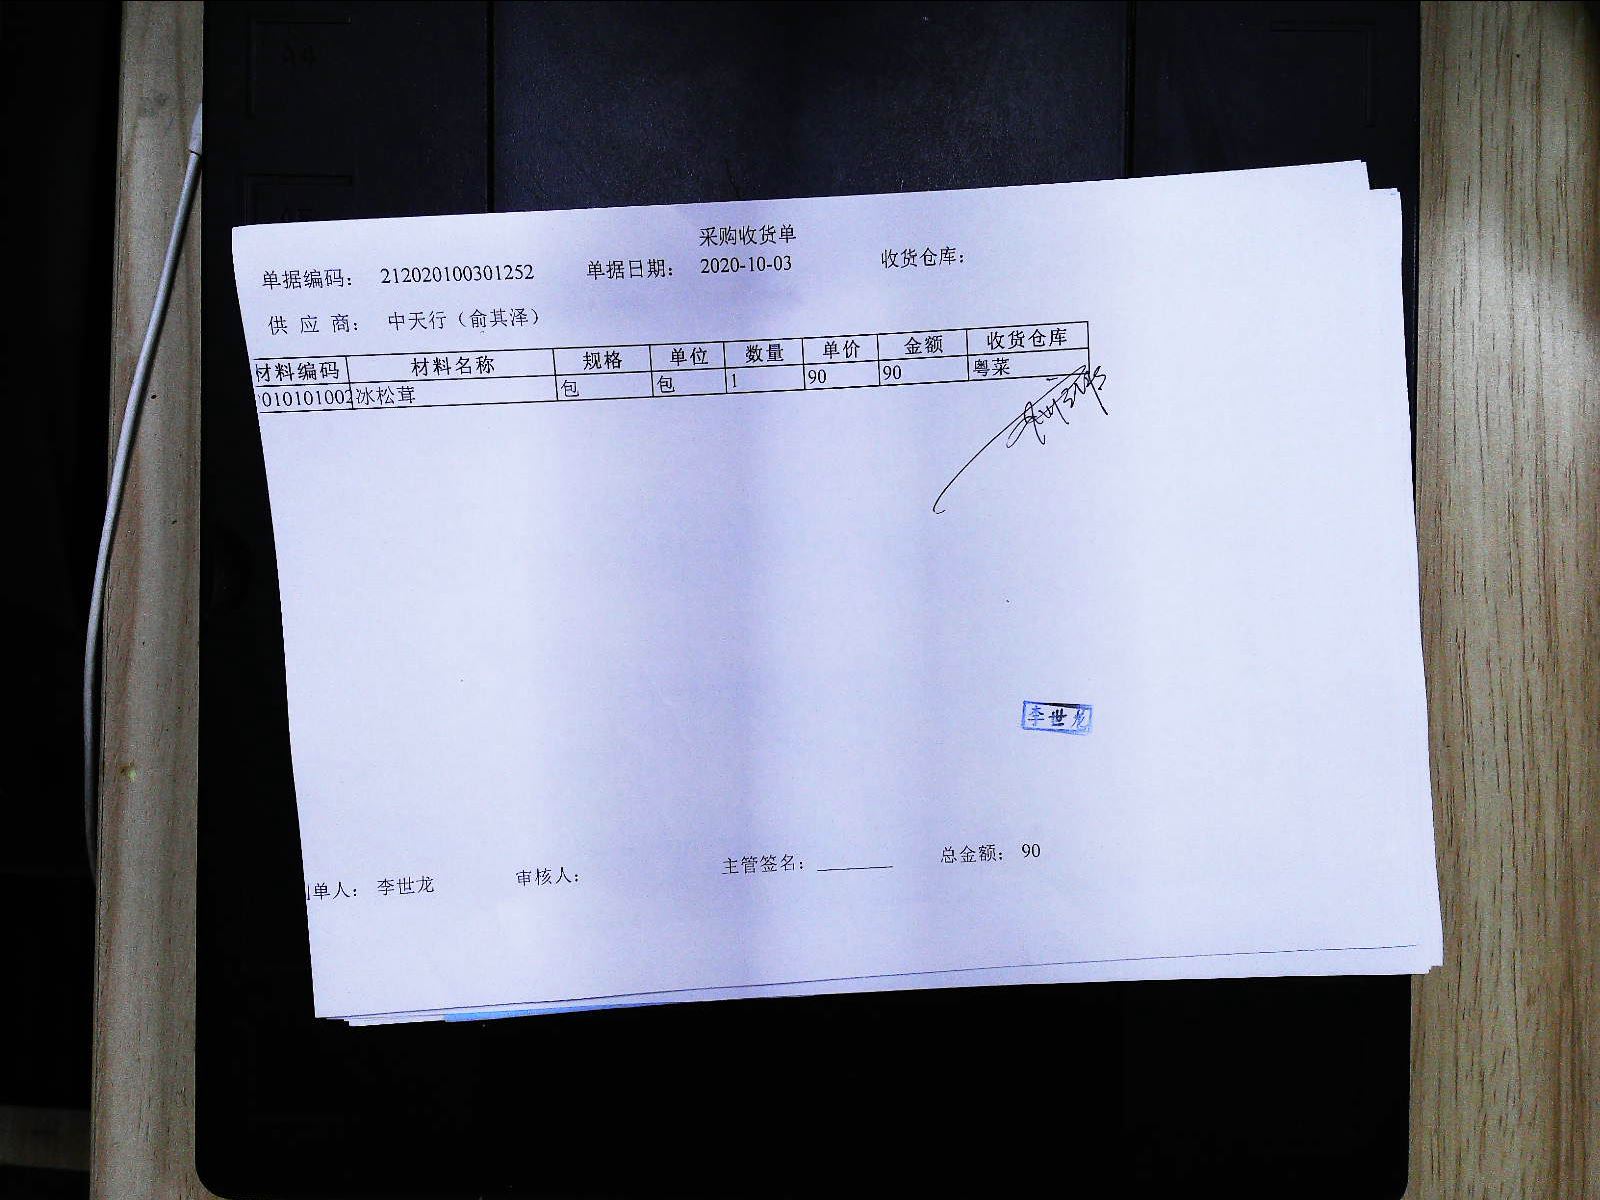 采购收货单
单据编码： 212020100301252 单据日期： 2020-10-03 收货仓库：
供 应 商： 中天行（俞其泽）
材料编码 材料名称 规格 单位 数量 单价 金额 收货仓库
010101002 冰松茸 包 包 1 90 90 粤菜
李世龙
单人： 李世龙 审核人： 主管签名： ________ 总金额： 90